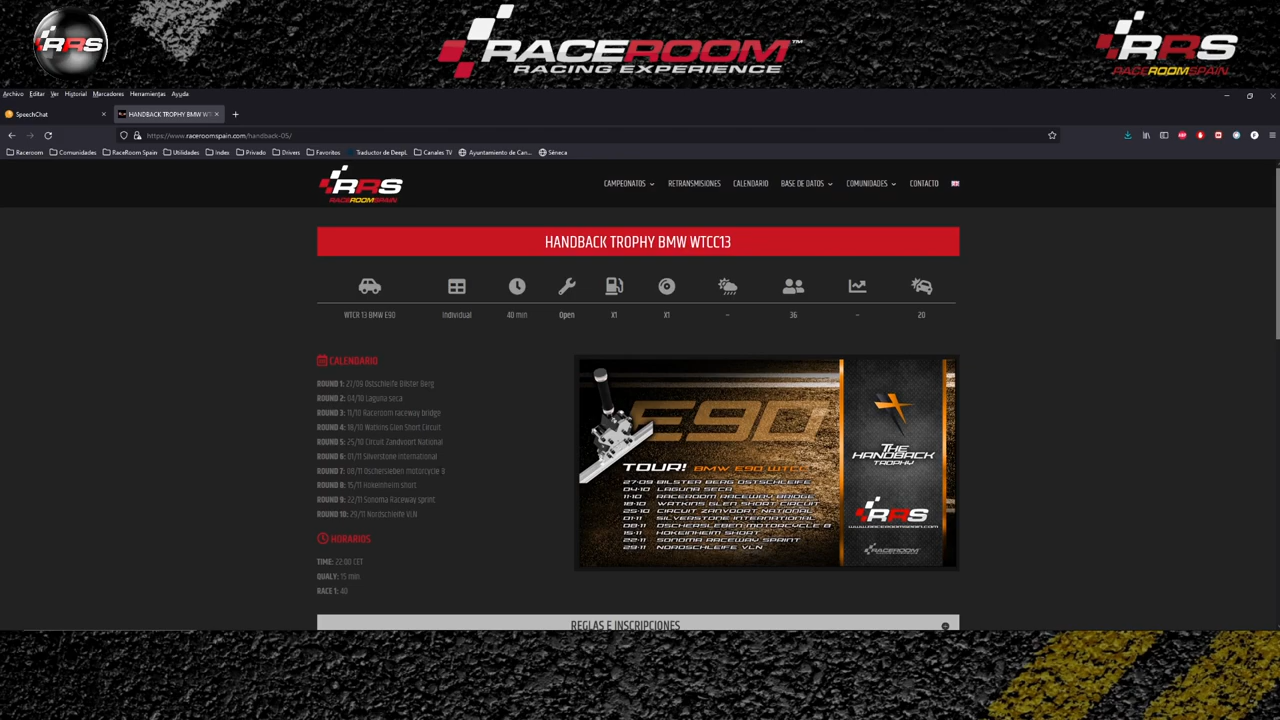 RRS
RACEROOM™
RACING EXPERIENCE
RRS
RACEROOMSPAIN
Archivo Editar Ver Historial Marcadores Herramientas Ayuda
SpeechChat
HANDBACK TROPHY BMW WT
https://www.raceroomspain.com/handback-05/
Raceroom Comunidades RaceRoom Spain Utilidades Index Privado Drivers Favoritos Traductor de DeepL Canales TV Ayuntamiento de Can... Séneca
RRS
RACEROOMSPAIN
CAMPEONATOS RETRANSMISIONES CALENDARIO BASE DE DATOS COMUNIDADES CONTACTO
HANDBACK TROPHY BMW WTCC13
WTCR 13 BMW E90 Individual 40 min Open X1 X1 – 36 – 20
CALENDARIO
ROUND 1: 27/09 Ostschleife Bilster Berg
ROUND 2: 04/10 Laguna seca
ROUND 3: 11/10 Raceroom raceway bridge
ROUND 4: 18/10 Watkins Glen Short Circuit
ROUND 5: 25/10 Circuit Zandvoort National
ROUND 6: 01/11 Silverstone international
ROUND 7: 08/11 Oschersleben motorcycle B
ROUND 8: 15/11 Hokeinheim short
ROUND 9: 22/11 Sonoma Raceway sprint
ROUND 10: 29/11 Nordschleife VLN
HORARIOS
TIME: 22:00 CET
QUALY: 15 min
RACE 1: 40
E90
TOUR! BMW E90 WTCC
27-09 BILSTER BERG OSTSCHLEIFE
04-10 LAGUNA SECA
11-10 RACEROOM RACEWAY BRIDGE
18-10 WATKINS GLEN SHORT CIRCUIT
25-10 CIRCUIT ZANDVOORT NATIONAL
01-11 SILVERSTONE INTERNATIONAL
08-11 OSCHERSLEBEN MOTORCYCLE B
15-11 HOKEINHEIM SHORT
22-11 SONOMA RACEWAY SPRINT
29-11 NORDSCHLEIFE VLN
THE
HANDBACK
TROPHY
RRS
WWW.RACEROOMSPAIN.COM
RACEROOM
REGLAS E INSCRIPCIONES